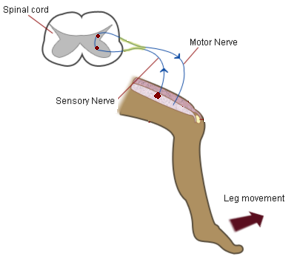 Spinal cord
Motor Nerve
Sensory Nerve
Leg movement